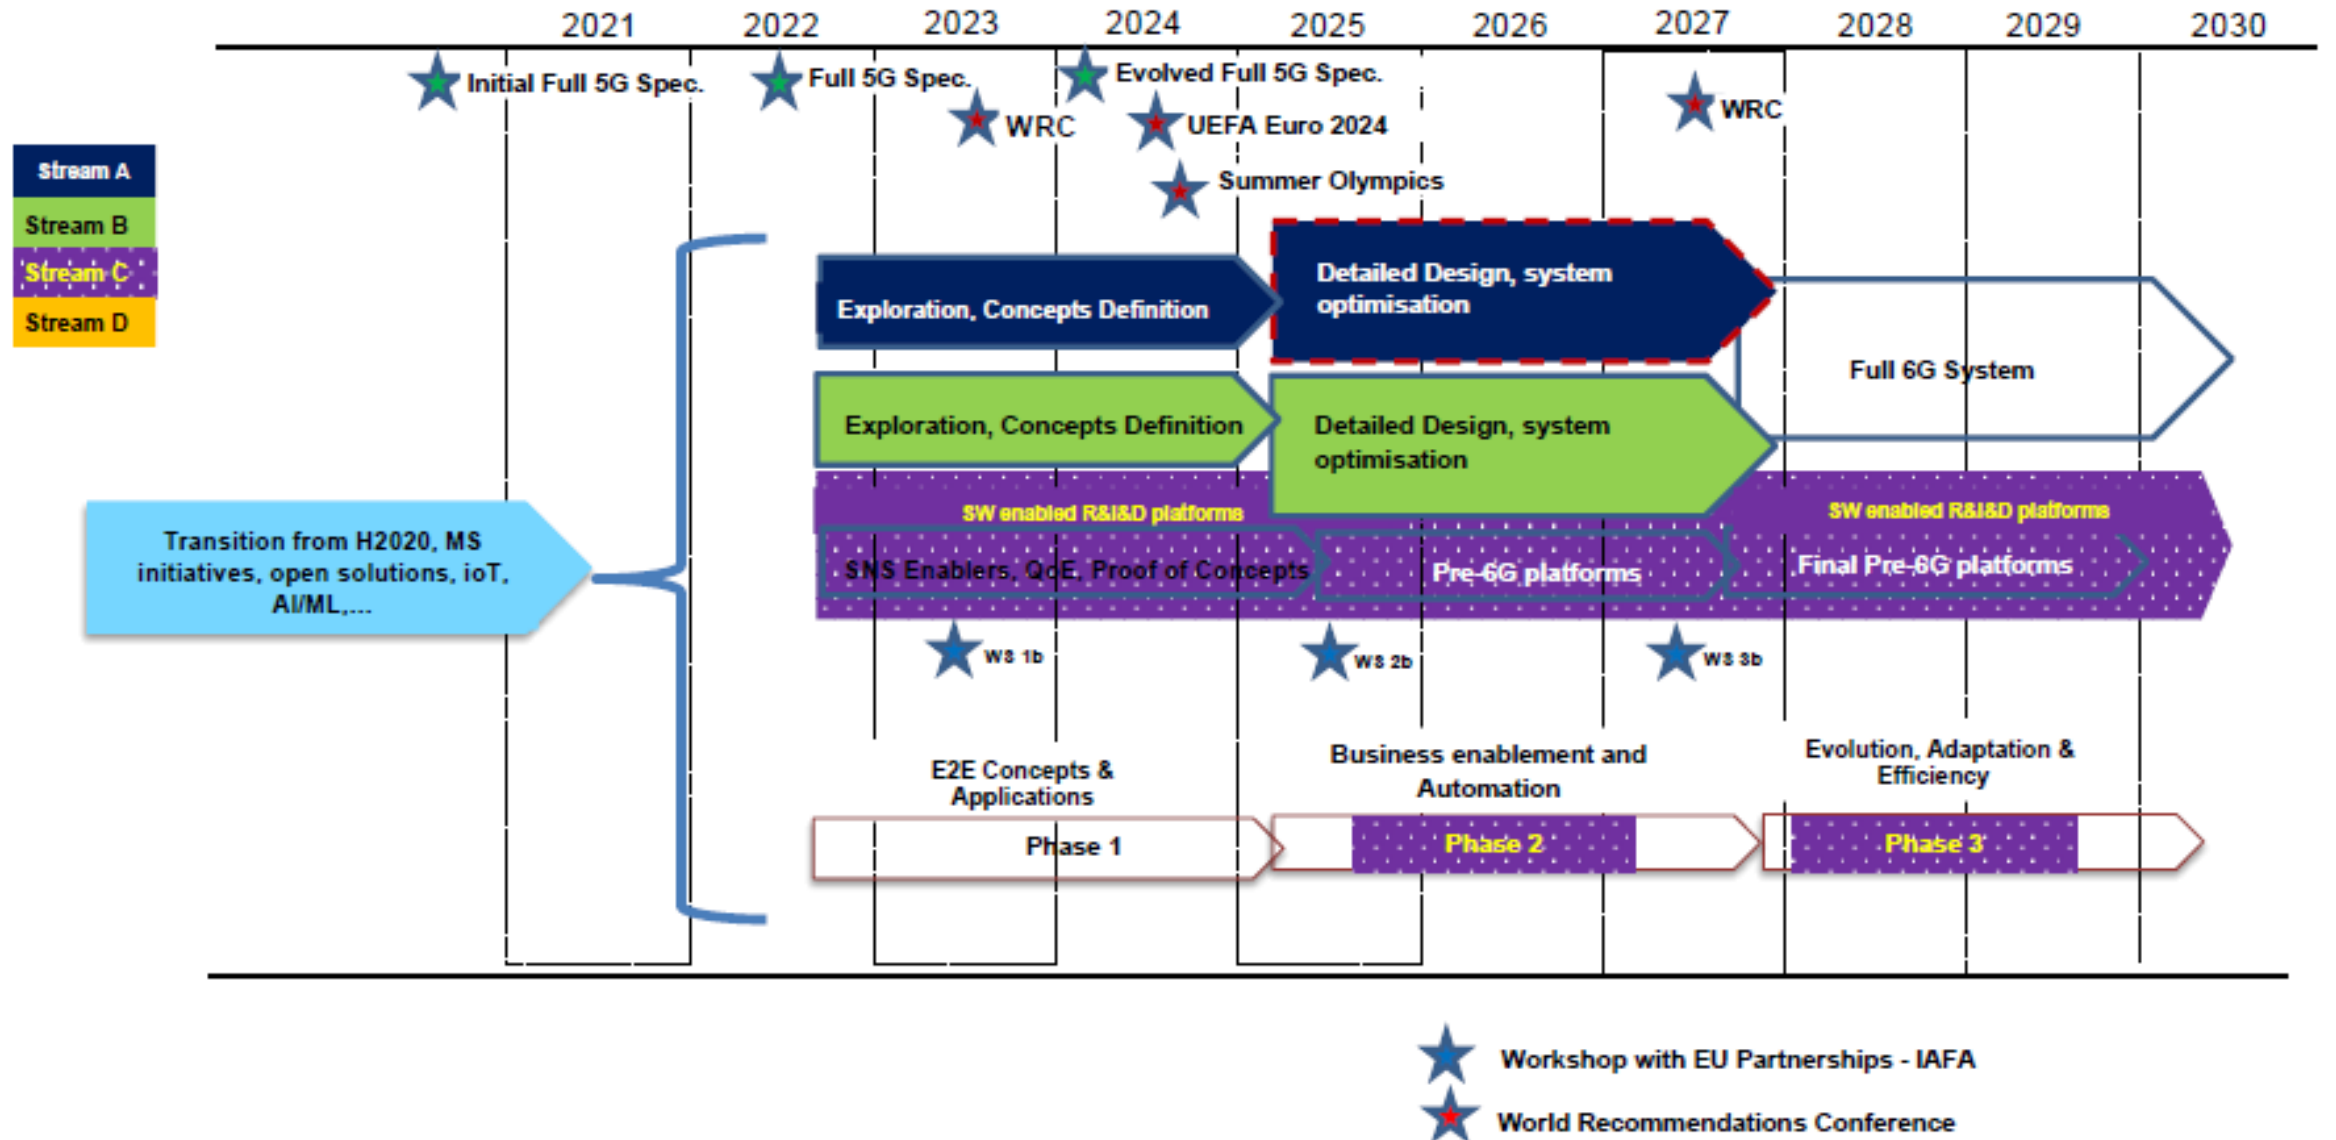 2021 2022 2023 2024 2025 2026 2027 2028 2029 2030
Initial Full 5G Spec.
Full 5G Spec.
Evolved Full 5G Spec.
WRC
UEFA Euro 2024
WRC
Summer Olympics
Stream A
Stream B
Stream C
Stream D
Exploration, Concepts Definition
Detailed Design, system
optimisation
Full 6G System
Exploration, Concepts Definition
Detailed Design, system
optimisation
Transition from H2020, MS
initiatives, open solutions, ioT,
AI/ML,...
SW enabled R&I&D platforms
SW enabled R&I&D platforms
SNS Enablers, QoE, Proof of Concepts
Pre-6G platforms
Final Pre-6G platforms
WS 1b
WS 2b
WS 3b
E2E Concepts &
Applications
Business enablement and
Automation
Evolution, Adaptation &
Efficiency
Phase 1
Phase 2
Phase 3
Workshop with EU Partnerships - IAFA
World Recommendations Conference